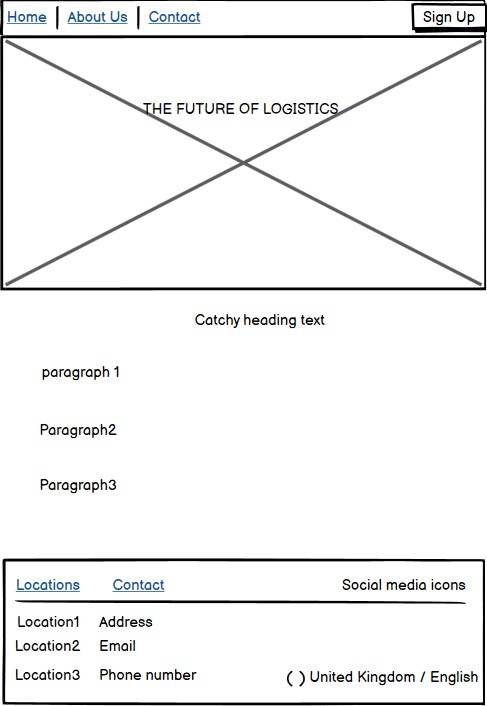 Home | About Us | Contact Sign Up
THE FUTURE OF LOGISTICS
Catchy heading text
paragraph 1
Paragraph2
Paragraph3
Locations Contact Social media icons
Location1 Address
Location2 Email
Location3 Phone number ( ) United Kingdom / English